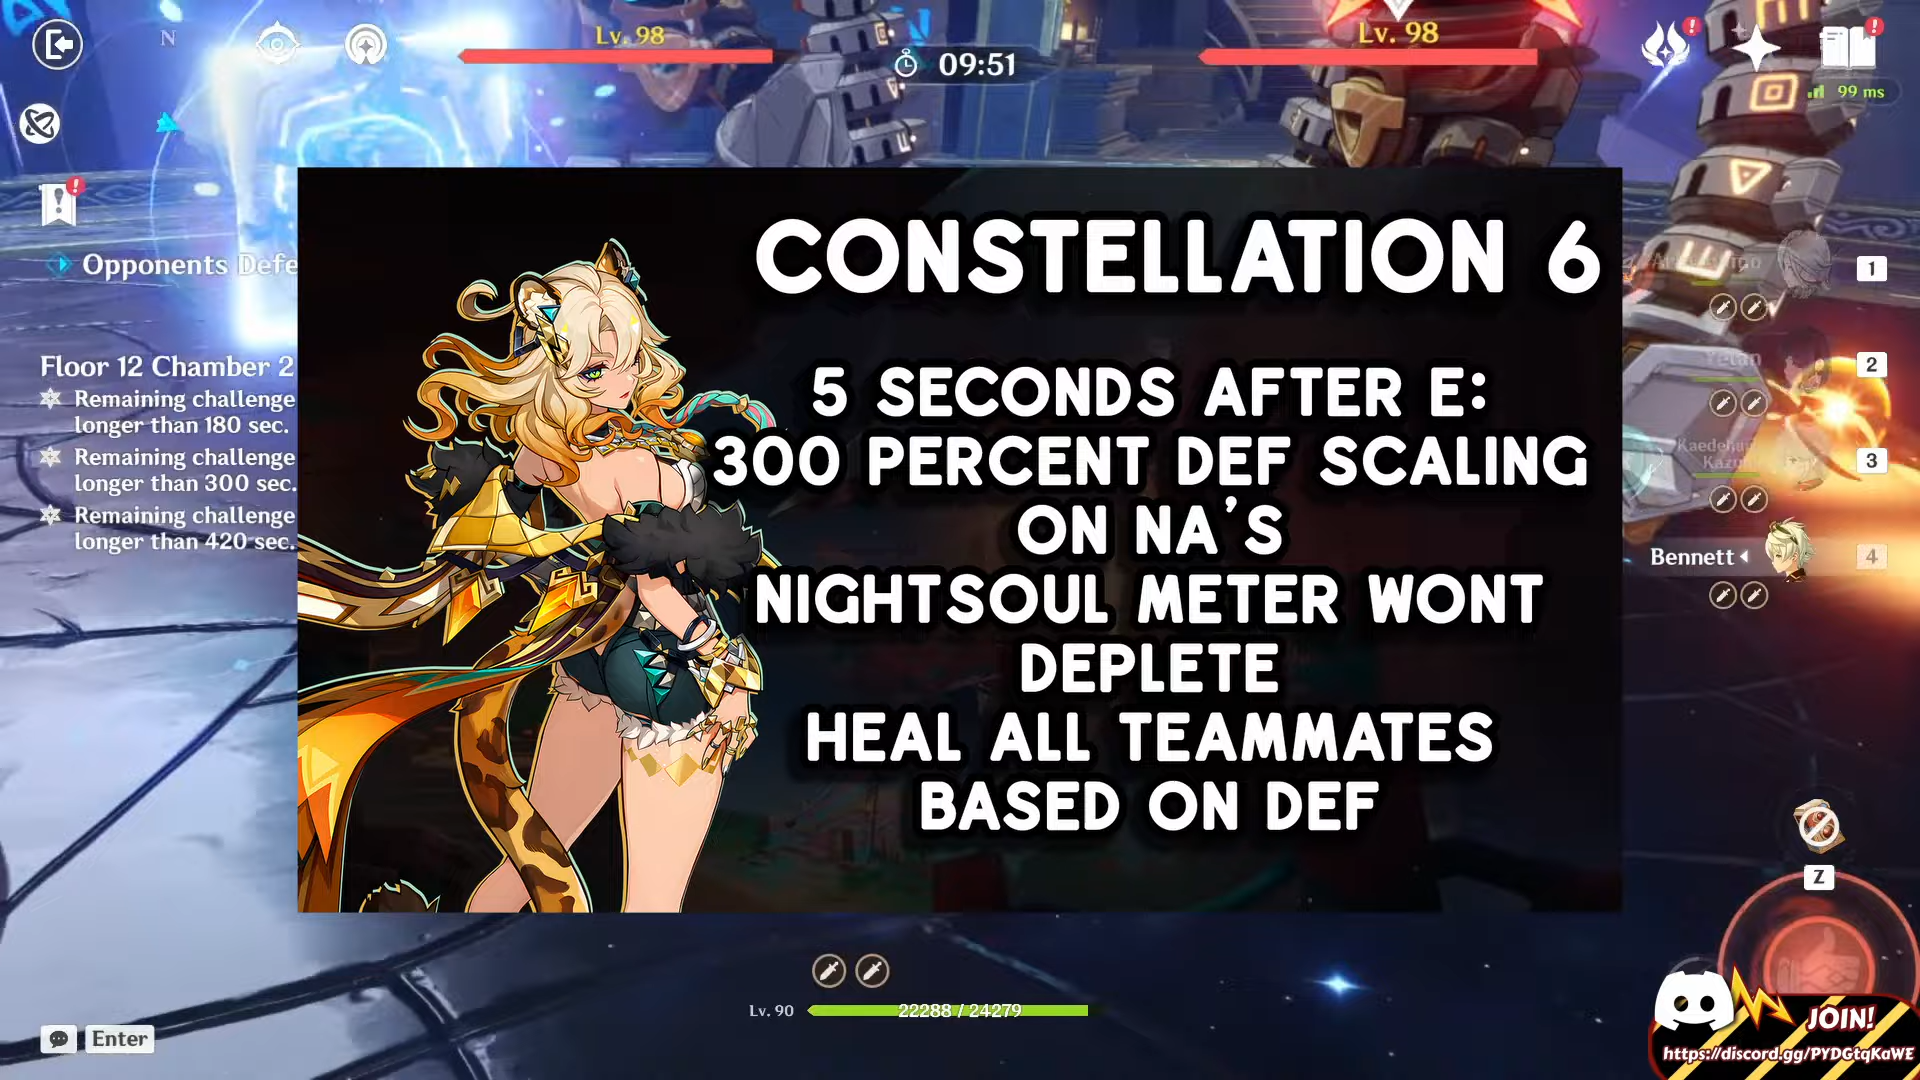 N
Lv. 98
09:51
Lv. 98
99 ms
Opponents Defe
Floor 12 Chamber 2
Remaining challenge
longer than 180 sec.
Remaining challenge
longer than 300 sec.
Remaining challenge
longer than 420 sec.
CONSTELLATION 6
5 SECONDS AFTER E:
300 PERCENT DEF SCALING
ON NA'S
NIGHTSOUL METER WONT
DEPLETE
HEAL ALL TEAMMATES
BASED ON DEF
1
Yelan
2
Kaedehara
Kazuha
3
Bennett
4
Z
Lv. 90
22288 / 24279
Enter
JOIN!
https://discord.gg/PYDGtqKaWE